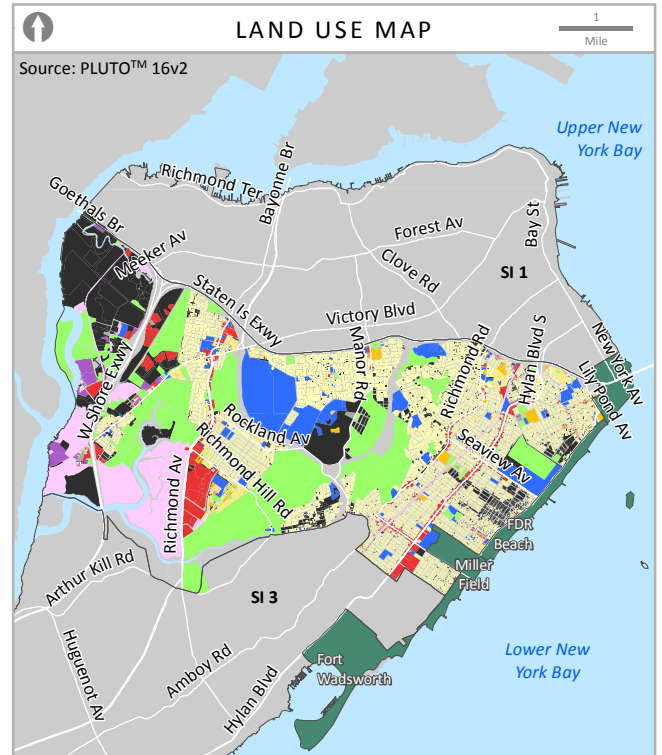 LAND USE MAP
1
Mile
Source: PLUTO™ 16v2
Upper New
York Bay
Richmond Ter
Bayonne Br
Goethals Br
Meeker Av
Forest Av
Bay St
Clove Rd
SI 1
Staten Is Exwy
Victory Blvd
Manor Rd
Richmond Rd
Hylan Blvd S
New York Av
Lily Pond Av
W Shore Exwy
Rockland Av
Richmond Hill Rd
Seaview Av
Richmond Av
FDR
Beach
Miller
Field
Arthur Kill Rd
SI 3
Huguenot Av
Amboy Rd
Hylan Blvd
Fort
Wadsworth
Lower New
York Bay